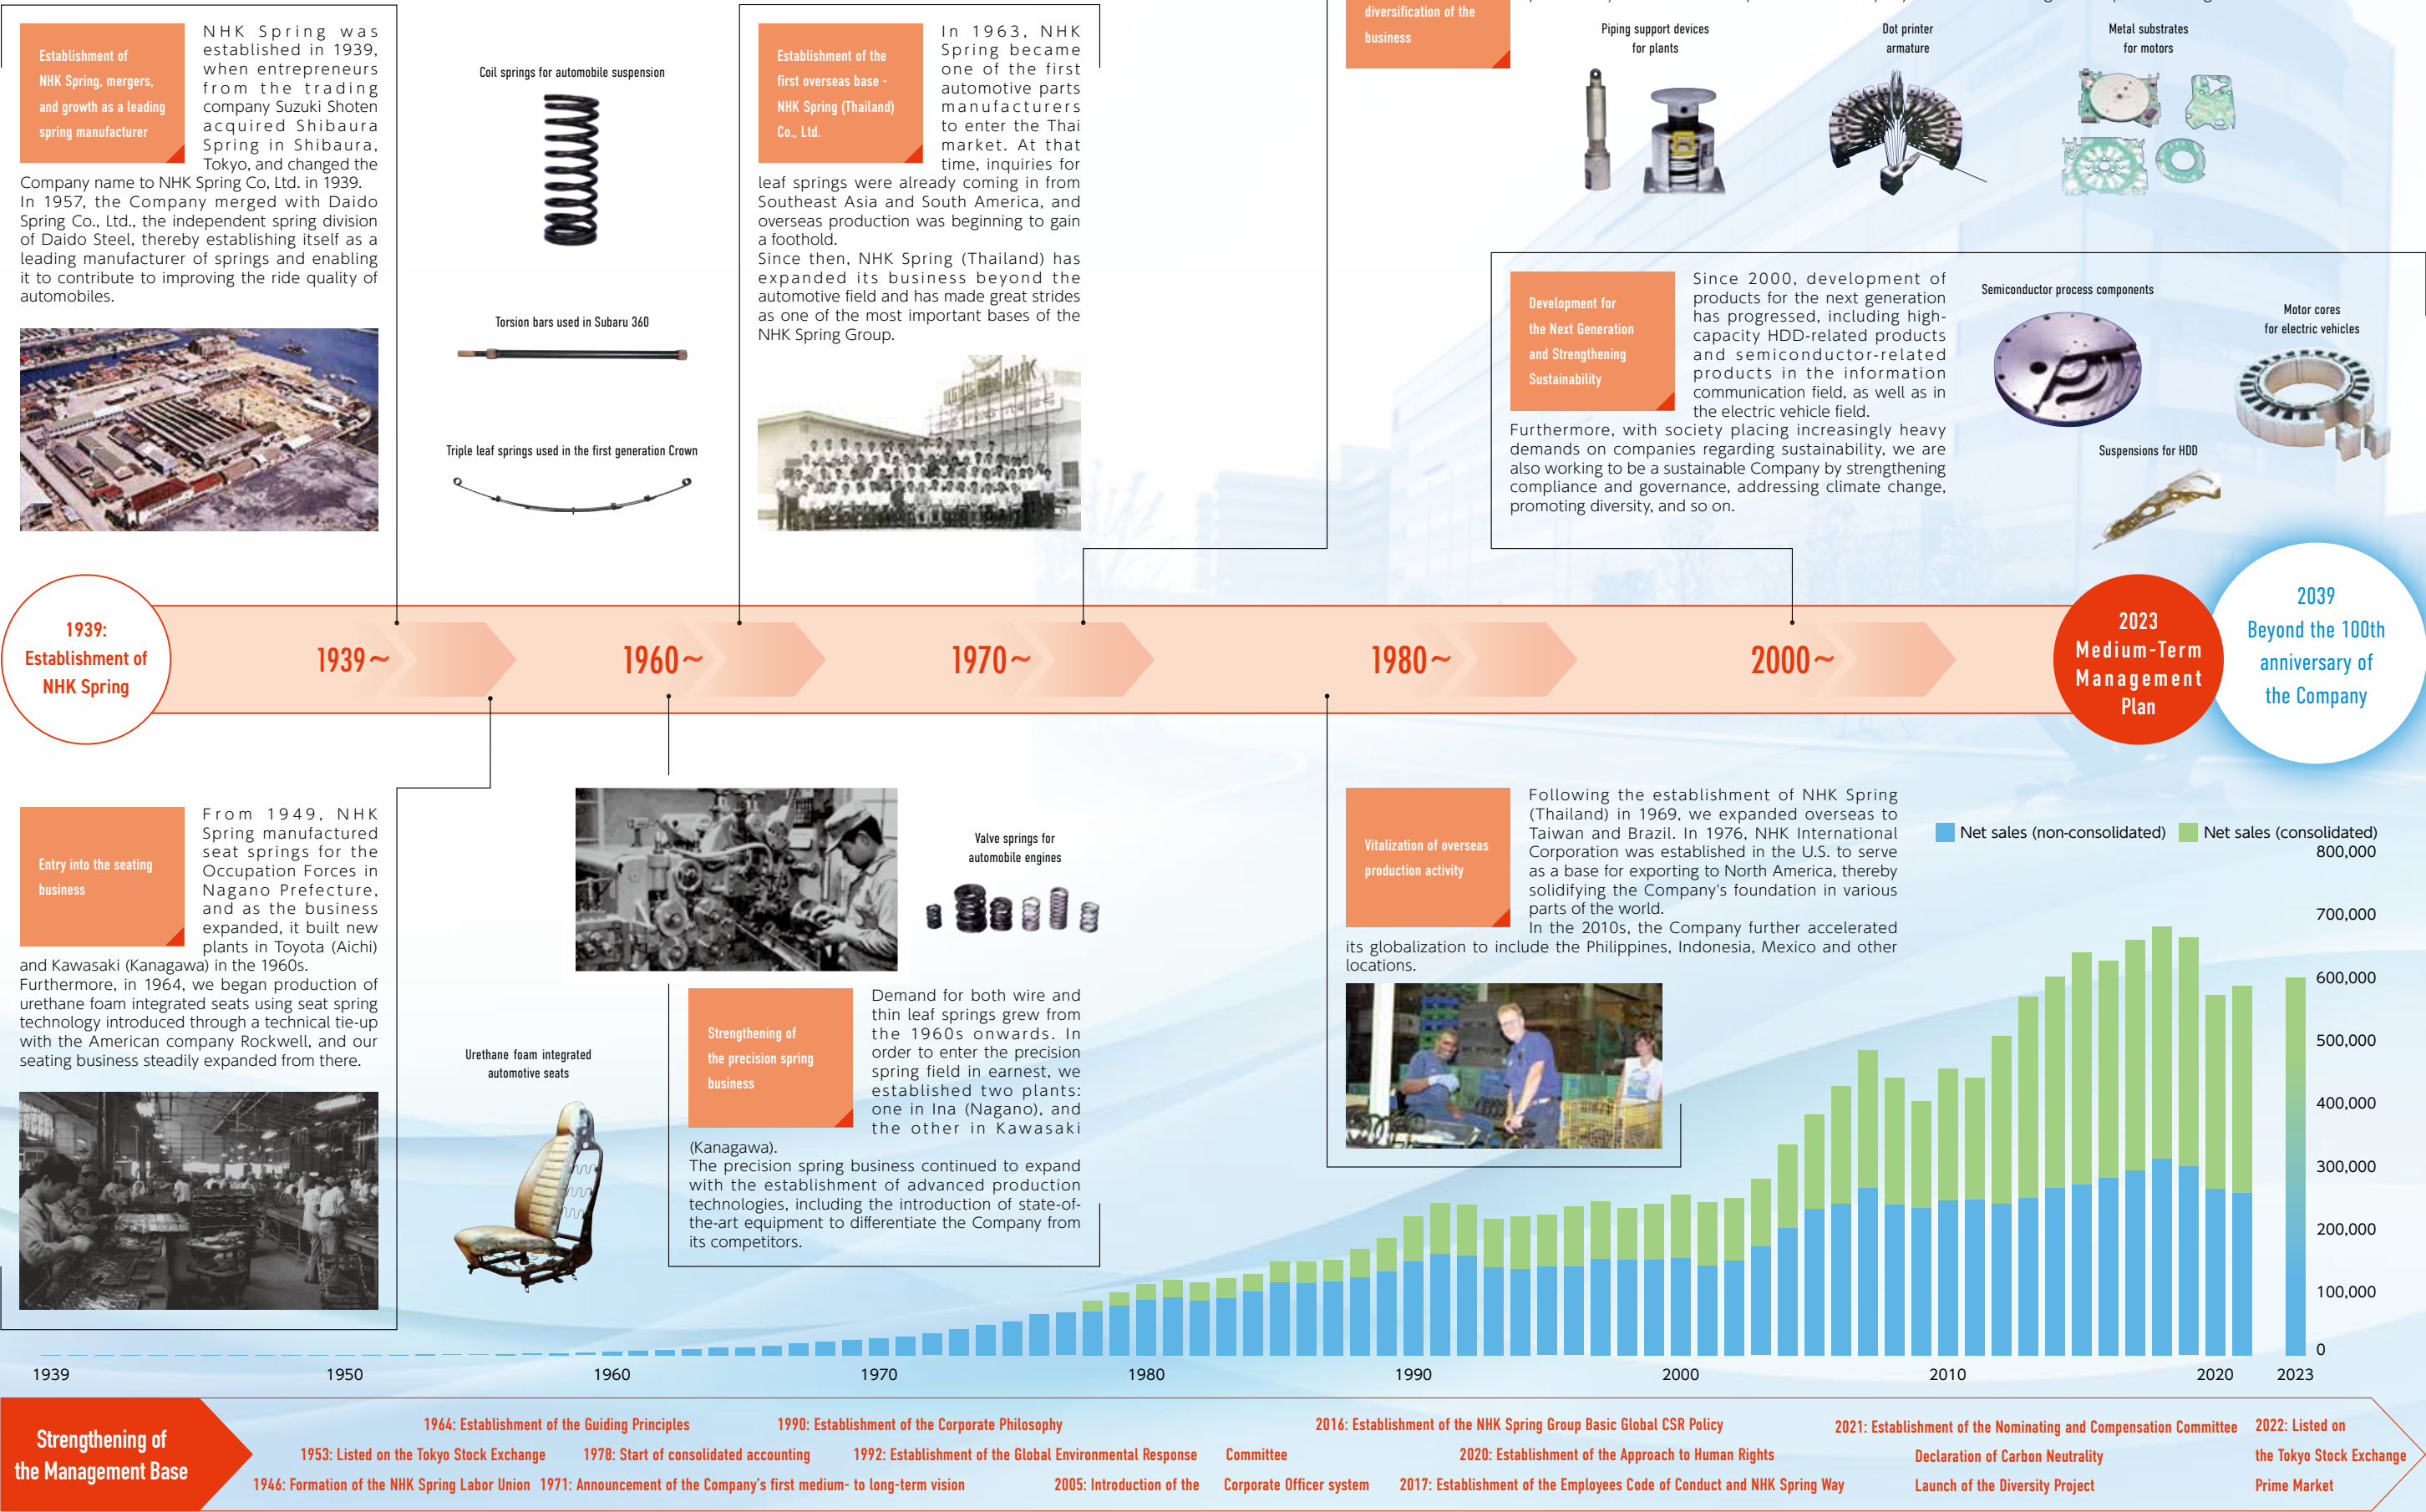 Establishment of
NHK Spring, mergers,
and growth as a leading
spring manufacturer
NHK Spring was
established in 1939,
when entrepreneurs
from the trading
company Suzuki Shoten
acquired Shibaura
Spring in Shibaura,
Tokyo, and changed the
Company name to NHK Spring Co, Ltd. in 1939.
In 1957, the Company merged with Daido
Spring Co., Ltd., the independent spring division
of Daido Steel, thereby establishing itself as a
leading manufacturer of springs and enabling
it to contribute to improving the ride quality of
automobiles.
Coil springs for automobile suspension
Torsion bars used in Subaru 360
Triple leaf springs used in the first generation Crown
Establishment of the
first overseas base -
NHK Spring (Thailand)
Co., Ltd.
In 1963, NHK
Spring became
one of the first
automotive parts
manufacturers
to enter the Thai
market. At that
time, inquiries for
leaf springs were already coming in from
Southeast Asia and South America, and
overseas production was beginning to gain
a foothold.
Since then, NHK Spring (Thailand) has
expanded its business beyond the
automotive field and has made great strides
as one of the most important bases of the
NHK Spring Group.
NHK
diversification of the
business
Piping support devices
for plants
Dot printer
armature
Metal substrates
for motors
Development for
the Next Generation
and Strengthening
Sustainability
Since 2000, development of
products for the next generation
has progressed, including high-
capacity HDD-related products
and semiconductor-related
products in the information
communication field, as well as in
the electric vehicle field.
Furthermore, with society placing increasingly heavy
demands on companies regarding sustainability, we are
also working to be a sustainable Company by strengthening
compliance and governance, addressing climate change,
promoting diversity, and so on.
Semiconductor process components
Motor cores
for electric vehicles
Suspensions for HDD
1939:
Establishment of
NHK Spring
1939~
1960~
1970~
1980~
2000~
2023
Medium-Term
Management
Plan
2039
Beyond the 100th
anniversary of
the Company
Entry into the seating
business
From 1949, NHK
Spring manufactured
seat springs for the
Occupation Forces in
Nagano Prefecture,
and as the business
expanded, it built new
plants in Toyota (Aichi)
and Kawasaki (Kanagawa) in the 1960s.
Furthermore, in 1964, we began production of
urethane foam integrated seats using seat spring
technology introduced through a technical tie-up
with the American company Rockwell, and our
seating business steadily expanded from there.
Urethane foam integrated
automotive seats
Valve springs for
automobile engines
Strengthening of
the precision spring
business
Demand for both wire and
thin leaf springs grew from
the 1960s onwards. In
order to enter the precision
spring field in earnest, we
established two plants:
one in Ina (Nagano), and
the other in Kawasaki
(Kanagawa).
The precision spring business continued to expand
with the establishment of advanced production
technologies, including the introduction of state-of-
the-art equipment to differentiate the Company from
its competitors.
Vitalization of overseas
production activity
Following the establishment of NHK Spring
(Thailand) in 1969, we expanded overseas to
Taiwan and Brazil. In 1976, NHK International
Corporation was established in the U.S. to serve
as a base for exporting to North America, thereby
solidifying the Company's foundation in various
parts of the world.
In the 2010s, the Company further accelerated
its globalization to include the Philippines, Indonesia, Mexico and other
locations.
Net sales (non-consolidated) Net sales (consolidated)
800,000
700,000
600,000
500,000
400,000
300,000
200,000
100,000
0
1939 1950 1960 1970 1980 1990 2000 2010 2020 2023
Strengthening of
the Management Base
1964: Establishment of the Guiding Principles 1990: Establishment of the Corporate Philosophy 2016: Establishment of the NHK Spring Group Basic Global CSR Policy
1953: Listed on the Tokyo Stock Exchange 1978: Start of consolidated accounting 1992: Establishment of the Global Environmental Response Committee 2020: Establishment of the Approach to Human Rights
1946: Formation of the NHK Spring Labor Union 1971: Announcement of the Company's first medium- to long-term vision 2005: Introduction of the Corporate Officer system 2017: Establishment of the Employees Code of Conduct and NHK Spring Way
2021: Establishment of the Nominating and Compensation Committee
Declaration of Carbon Neutrality
Launch of the Diversity Project
2022: Listed on
the Tokyo Stock Exchange
Prime Market